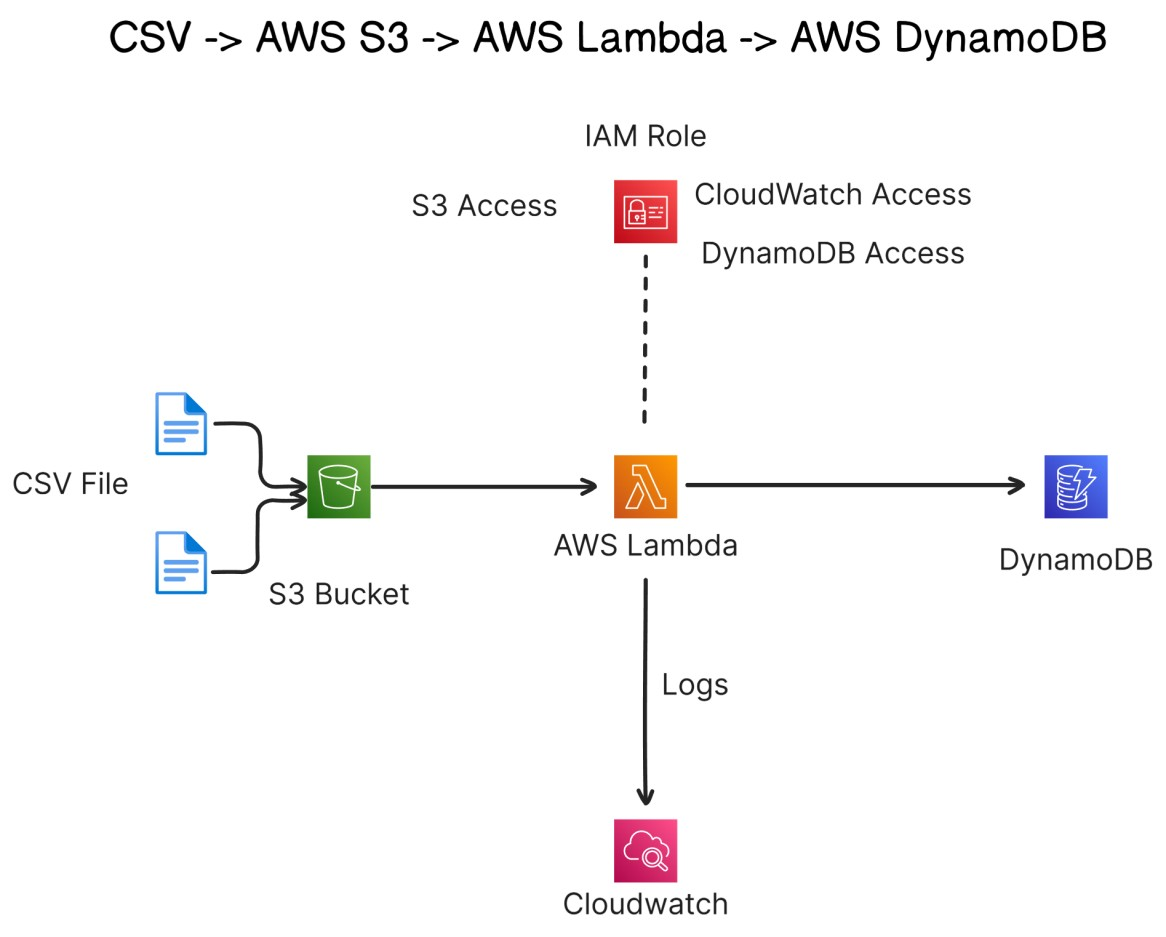 CSV -> AWS S3 -> AWS Lambda -> AWS DynamoDB
IAM Role
S3 Access
CloudWatch Access
DynamoDB Access
CSV File
S3 Bucket
AWS Lambda
DynamoDB
Logs
Cloudwatch